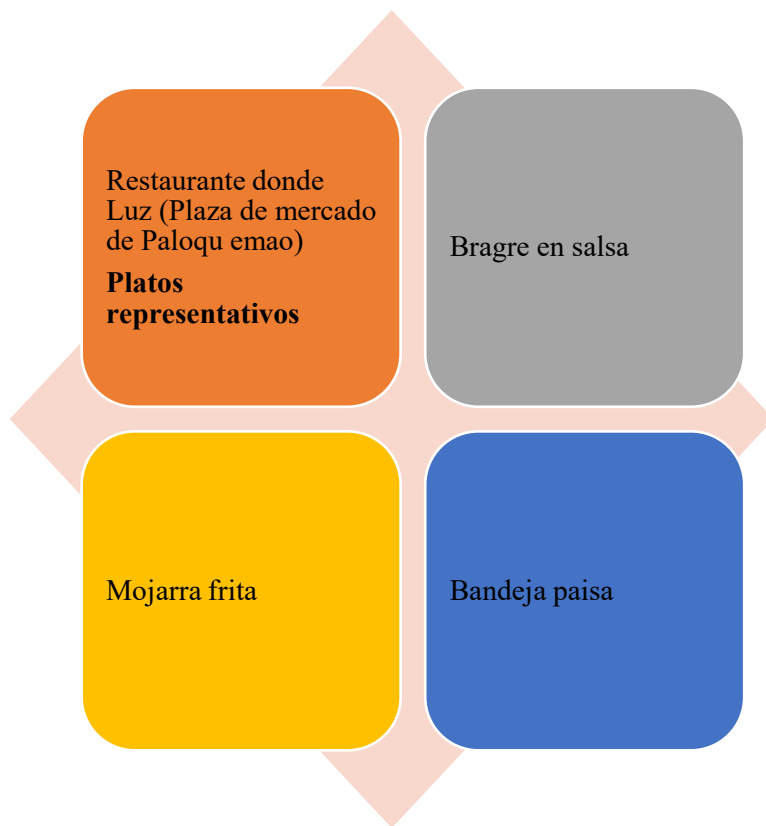 Restaurante donde
Luz (Plaza de mercado
de Paloqu emao)
Platos
representativos
Bragre en salsa
Mojarra frita
Bandeja paisa